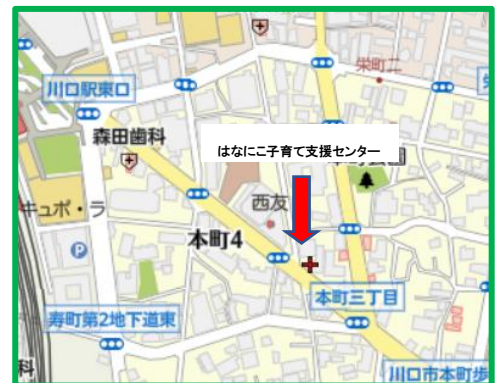 栄町二
川口駅東口
森田歯科
はなにこ子育て支援センター
キュポ・ラ
西友
本町4
P
本町三丁目
寿町第2地下道東
科
川口市本町歩